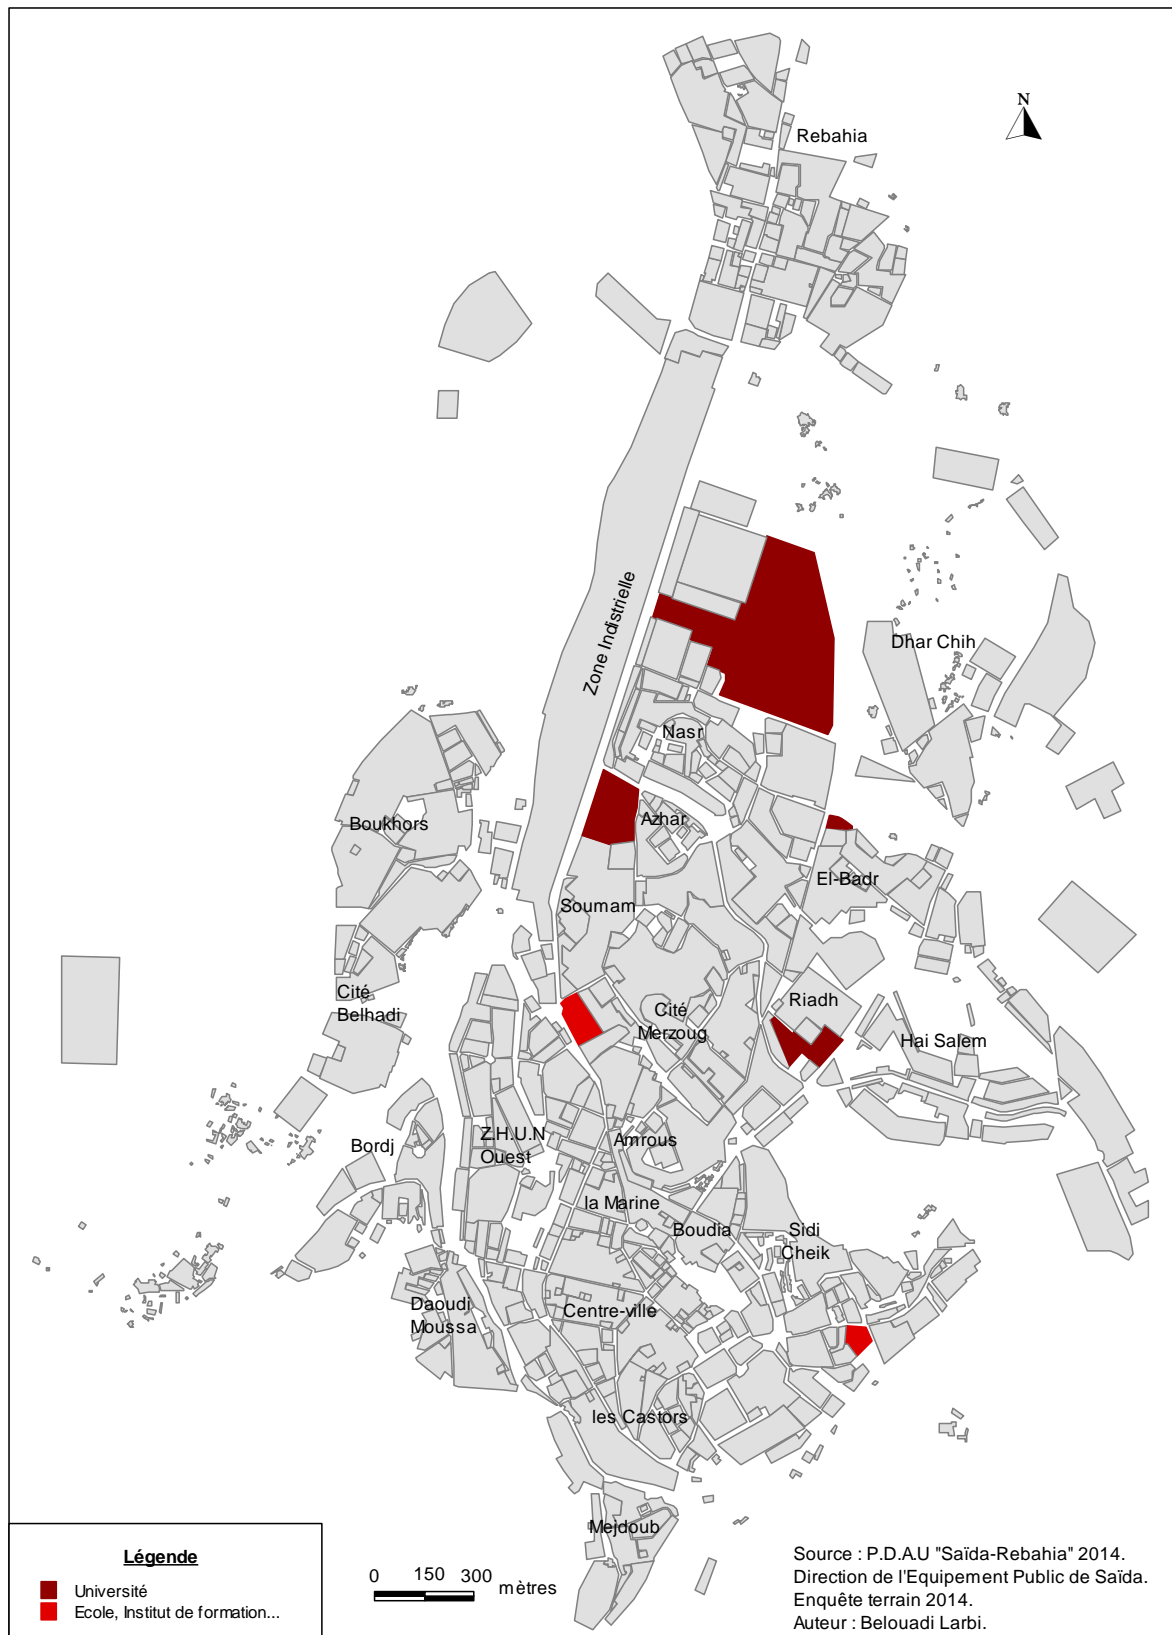 N
Rebahia
Zone Indistrielle
Dhar Chih
Nasr
Boukhors
Azhar
El-Badr
Soumam
Cité
Belhadi
Cité
Merzoug
Riadh
Hai Salem
Bordj
Z.H.U.N
Ouest
Amrous
la Marine
Boudia
Sidi
Cheik
Daoudi
Moussa
Centre-ville
les Castors
Mejdoub
Légende
Université
Ecole, Institut de formation...
0 150 300 mètres
Source : P.D.A.U "Saïda-Rebahia" 2014.
Direction de l'Equipement Public de Saïda.
Enquête terrain 2014.
Auteur : Belouadi Larbi.